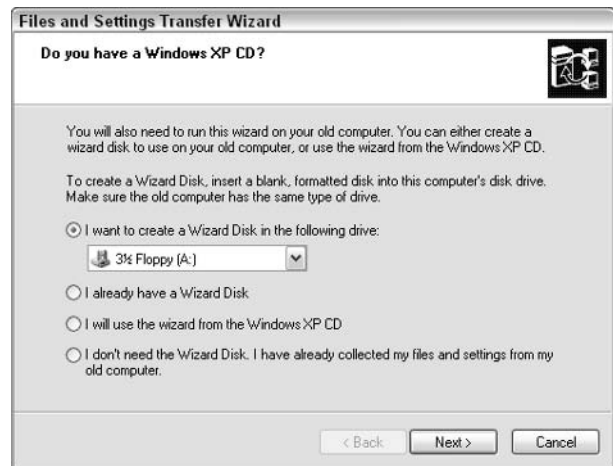 Files and Settings Transfer Wizard
Do you have a Windows XP CD?
You will also need to run this wizard on your old computer. You can either create a
wizard disk to use on your old computer, or use the wizard from the Windows XP CD.
To create a Wizard Disk, insert a blank, formatted disk into this computer's disk drive.
Make sure the old computer has the same type of drive.
I want to create a Wizard Disk in the following drive:
3½ Floppy (A:)
I already have a Wizard Disk
I will use the wizard from the Windows XP CD
I don't need the Wizard Disk. I have already collected my files and settings from my
old computer.
< Back Next > Cancel